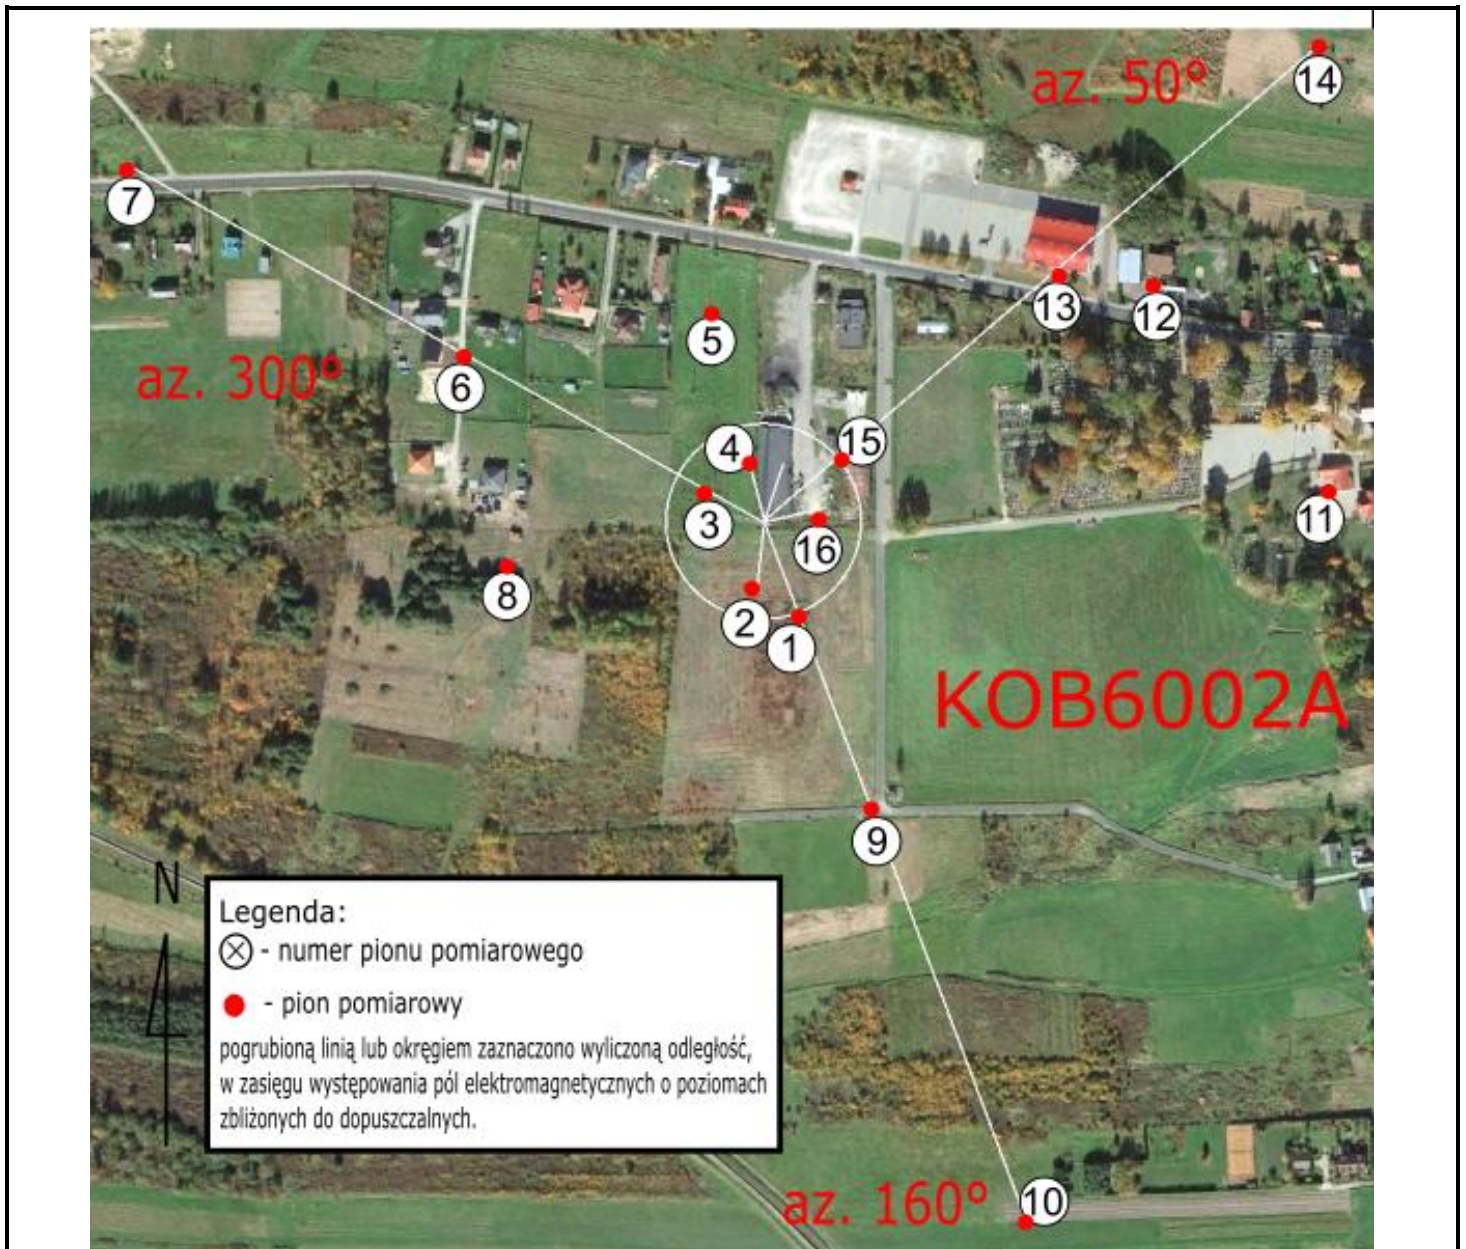 az. 50°
14
7
13
12
5
az. 300°
6
4
15
3
11
16
8
2
1
KOB6002A
9
N
Legenda:
- numer pionu pomiarowego
- pion pomiarowy
pogrubioną linią lub okręgiem zaznaczono wyliczoną odległość,
w zasięgu występowania pól elektromagnetycznych o poziomach
zbliżonych do dopuszczalnych.
az. 160°
10